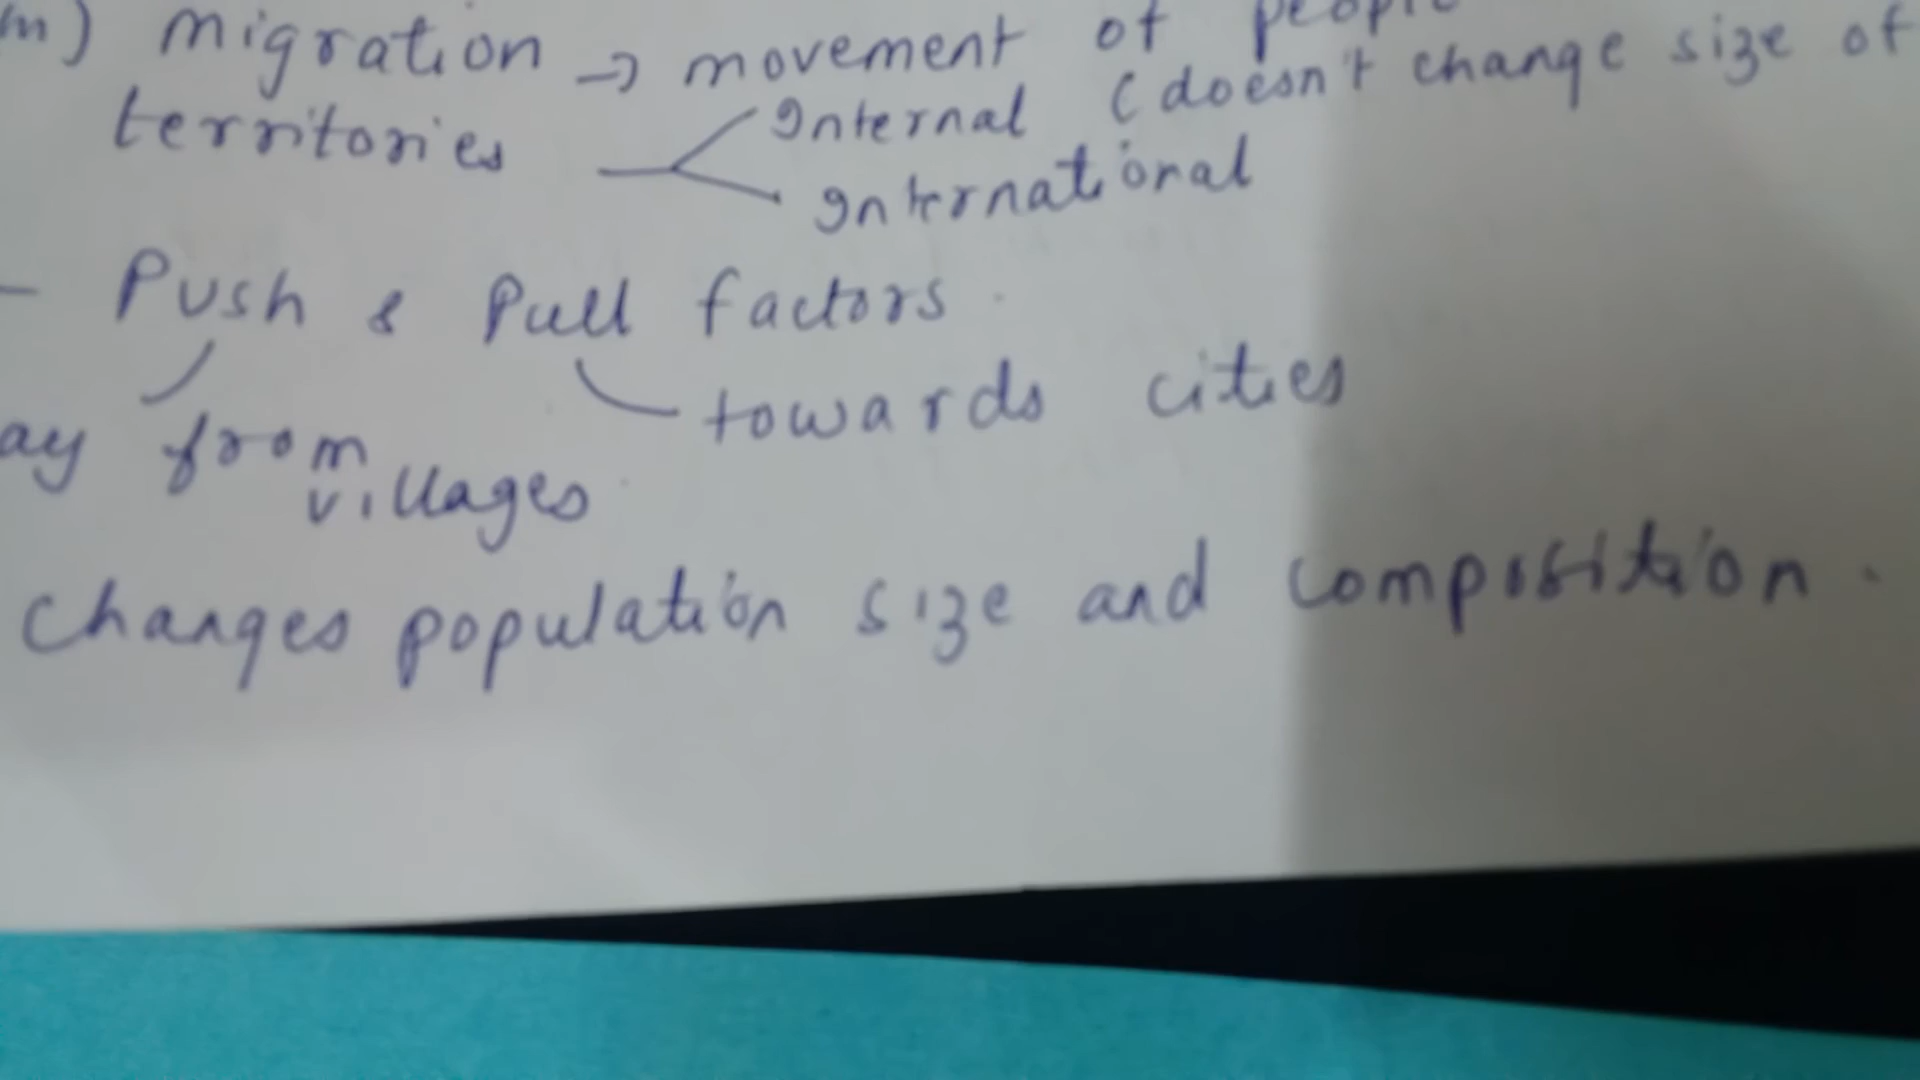 m) migration → movement of people
territories
Internal (doesn't change size of
International
- Push & Pull factors.
towards cities
ay from
villages
Changes population size and composition.